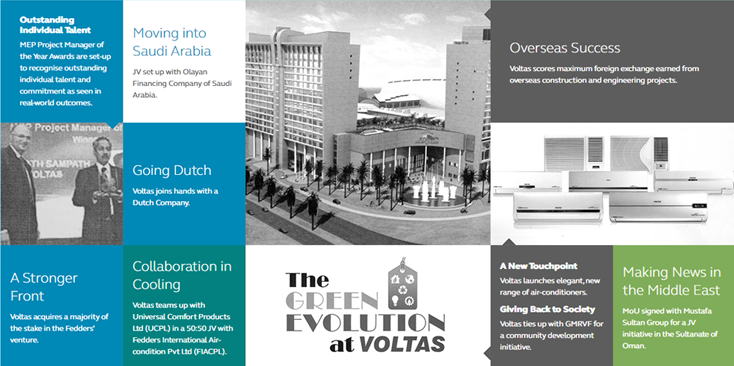 Outstanding
Individual Talent
MEP Project Manager of
the Year Awards are set-up
to recognise outstanding
individual talent and
commitment as seen in
real-world outcomes.
Moving into
Saudi Arabia
JV set up with Olayan
Financing Company of Saudi
Arabia.
Overseas Success
Voltas scores maximum foreign exchange earned from
overseas construction and engineering projects.
MEP Project Manager of
Winner
TH SAMPATH
VOLTAS
Going Dutch
Voltas joins hands with a
Dutch Company.
A Stronger
Front
Voltas acquires a majority of
the stake in the Fedders'
venture.
Collaboration in
Cooling
Voltas teams up with
Universal Comfort Products
Ltd (UCPL) in a 50:50 JV with
Fedders International Air-
condition Pvt Ltd (FIACPL).
The
GREEN
EVOLUTION
at VOLTAS
A New Touchpoint
Voltas launches elegant, new
range of air-conditioners.
Giving Back to Society
Voltas ties up with GMRVF for
a community development
initiative.
Making News in
the Middle East
MoU signed with Mustafa
Sultan Group for a JV
initiative in the Sultanate of
Oman.